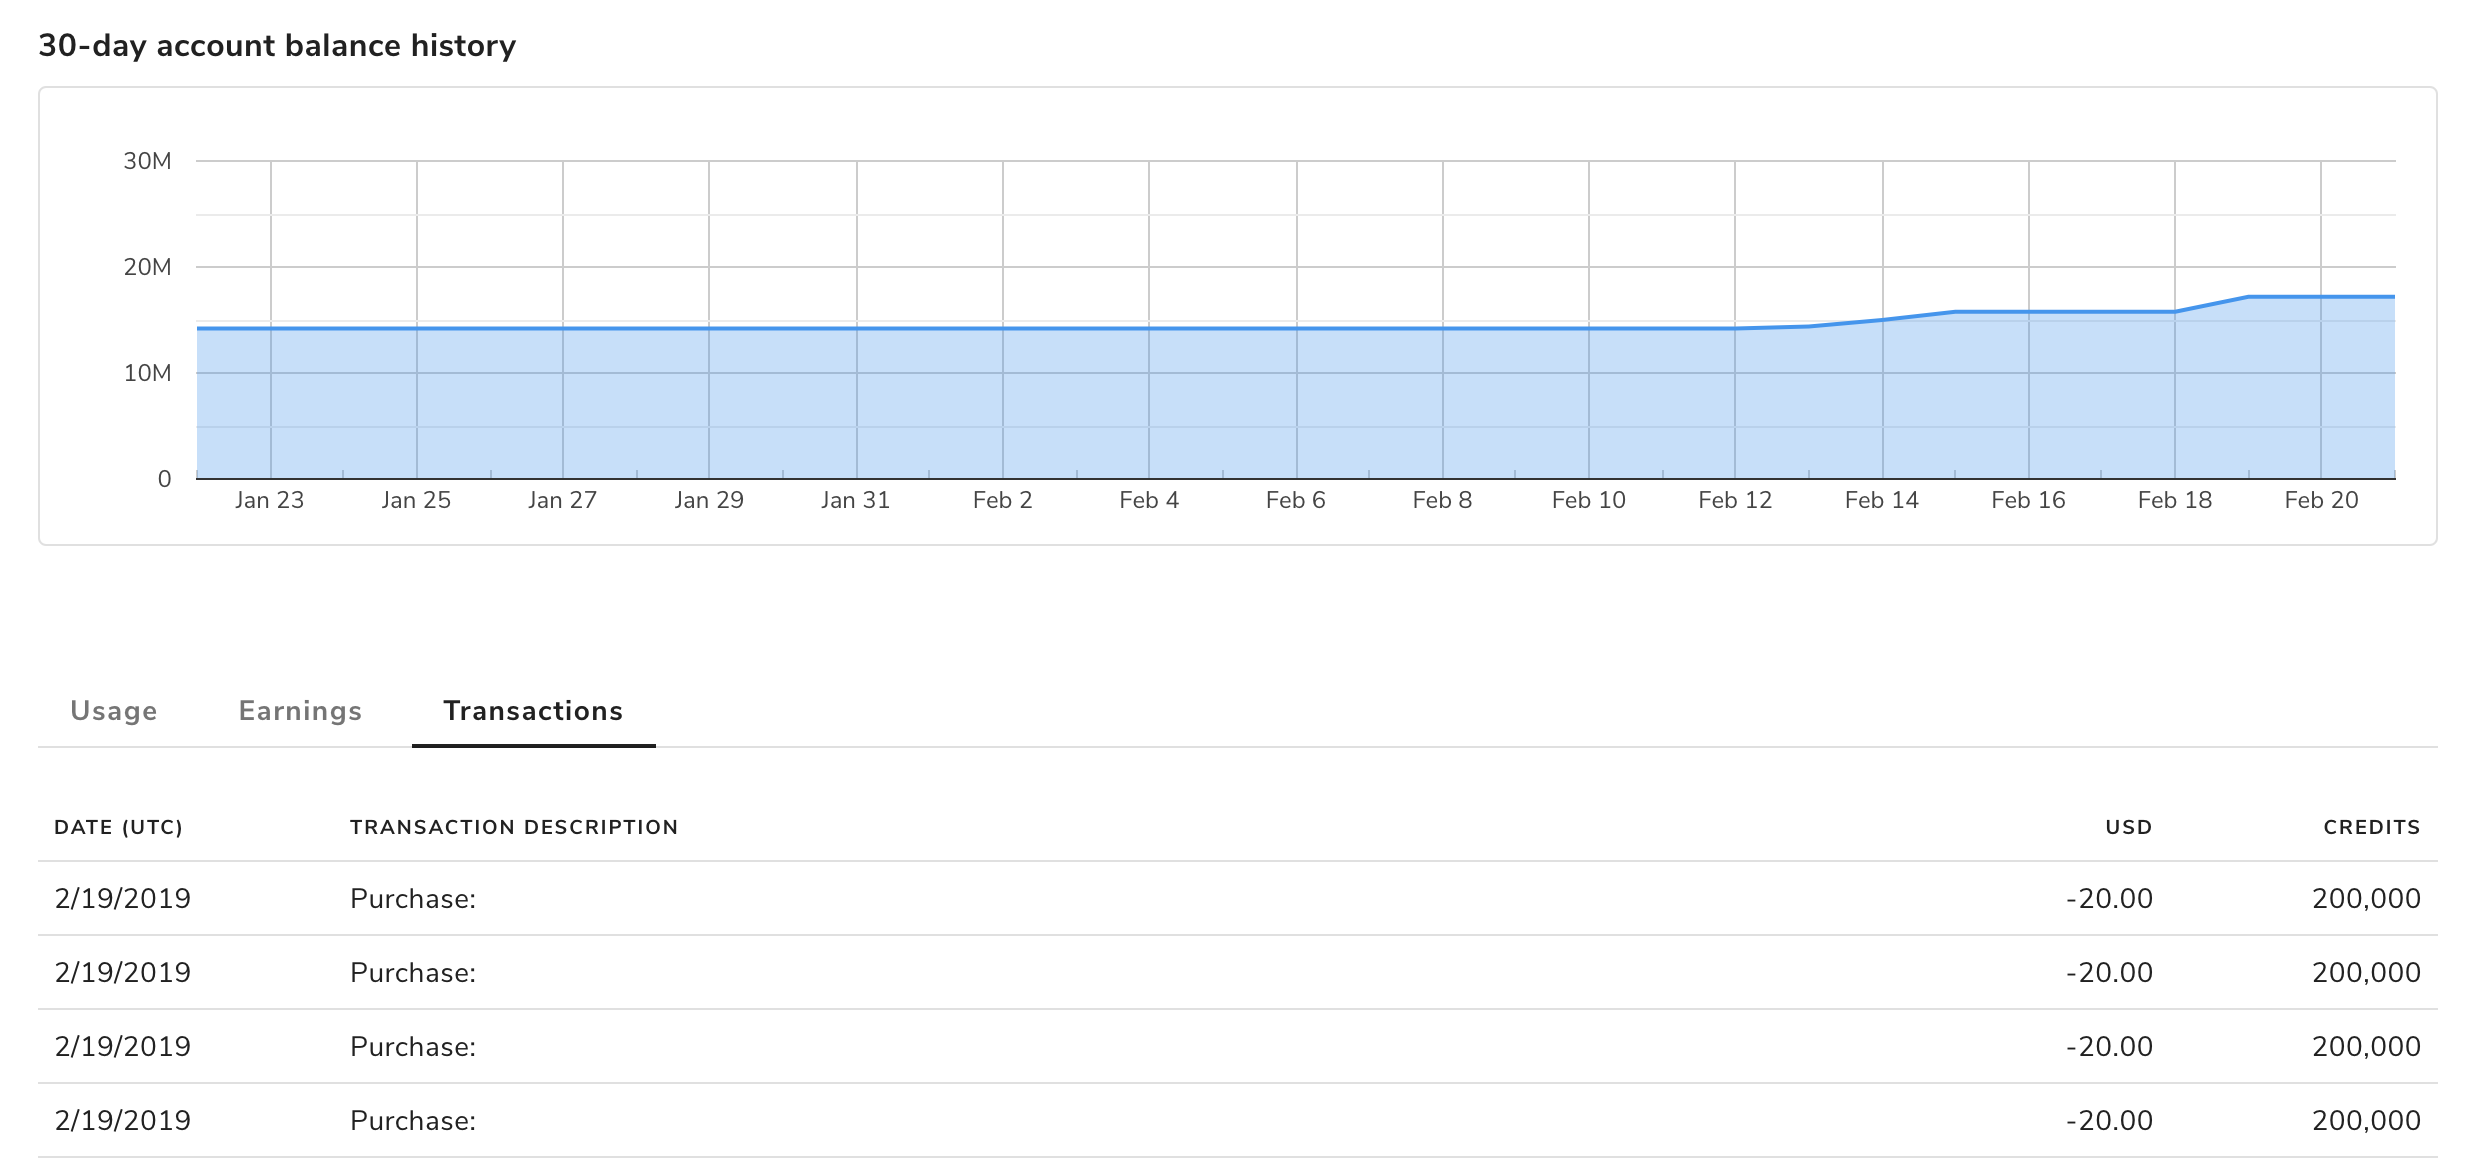 30-day account balance history
30M
20M
10M
0
Jan 23 Jan 25 Jan 27 Jan 29 Jan 31 Feb 2 Feb 4 Feb 6 Feb 8 Feb 10 Feb 12 Feb 14 Feb 16 Feb 18 Feb 20
Usage Earnings Transactions
DATE (UTC) TRANSACTION DESCRIPTION USD CREDITS
2/19/2019 Purchase: -20.00 200,000
2/19/2019 Purchase: -20.00 200,000
2/19/2019 Purchase: -20.00 200,000
2/19/2019 Purchase: -20.00 200,000